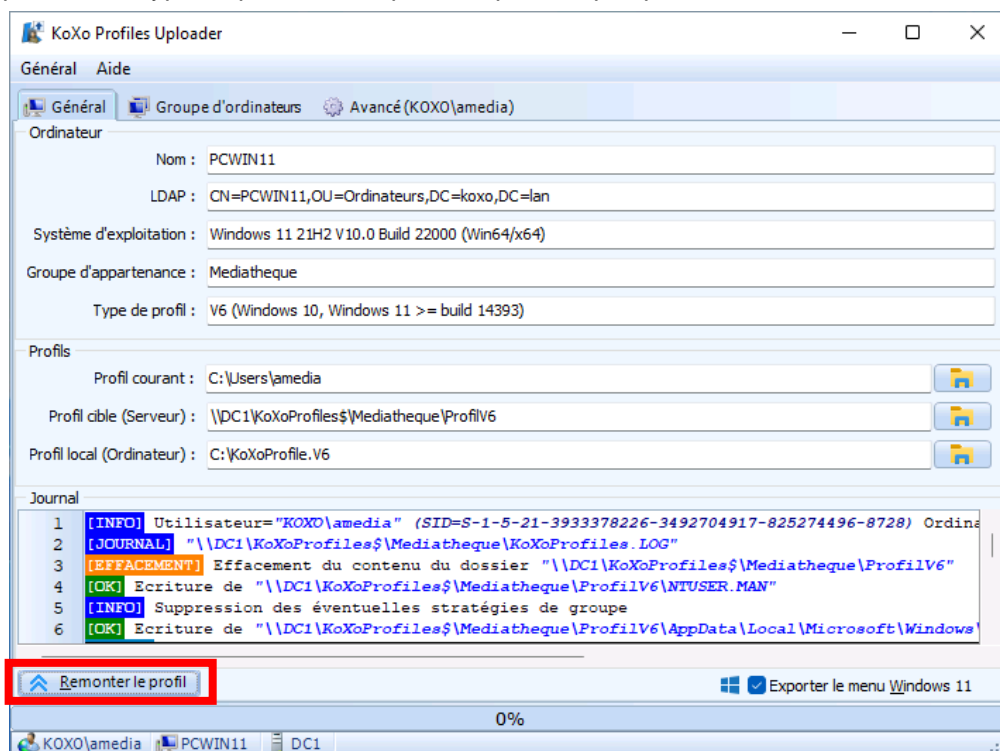 KoXo Profiles Uploader
Général Aide
Général Groupe d'ordinateurs Avancé (KOXO\amedia)
Ordinateur
Nom : PCWIN11
LDAP : CN=PCWIN11,OU=Ordinateurs,DC=koxo,DC=lan
Système d'exploitation : Windows 11 21H2 V10.0 Build 22000 (Win64/x64)
Groupe d'appartenance : Mediatheque
Type de profil : V6 (Windows 10, Windows 11 >= build 14393)
Profils
Profil courant : C:\Users\amedia
Profil cible (Serveur) : \\DC1\KoXoProfiles$\Mediatheque\ProfilV6
Profil local (Ordinateur) : C:\KoXoProfile.V6
Journal
1 [INFO] Utilisateur="KOXO\amedia" (SID=S-1-5-21-3933378226-3492704917-825274496-8728) Ordina
2 [JOURNAL] "\\DC1\KoXoProfiles$\Mediatheque\KoXoProfiles.LOG"
3 [EFFACEMENT] Effacement du contenu du dossier "\\DC1\KoXoProfiles$\Mediatheque\ProfilV6"
4 [OK] Ecriture de "\\DC1\KoXoProfiles$\Mediatheque\ProfilV6\NTUSER.MAN"
5 [INFO] Suppression des éventuelles stratégies de groupe
6 [OK] Ecriture de "\\DC1\KoXoProfiles$\Mediatheque\ProfilV6\AppData\Local\Microsoft\Windows\
Remonter le profil Exporter le menu Windows 11
0%
KOXO\amedia PCWIN11 DC1